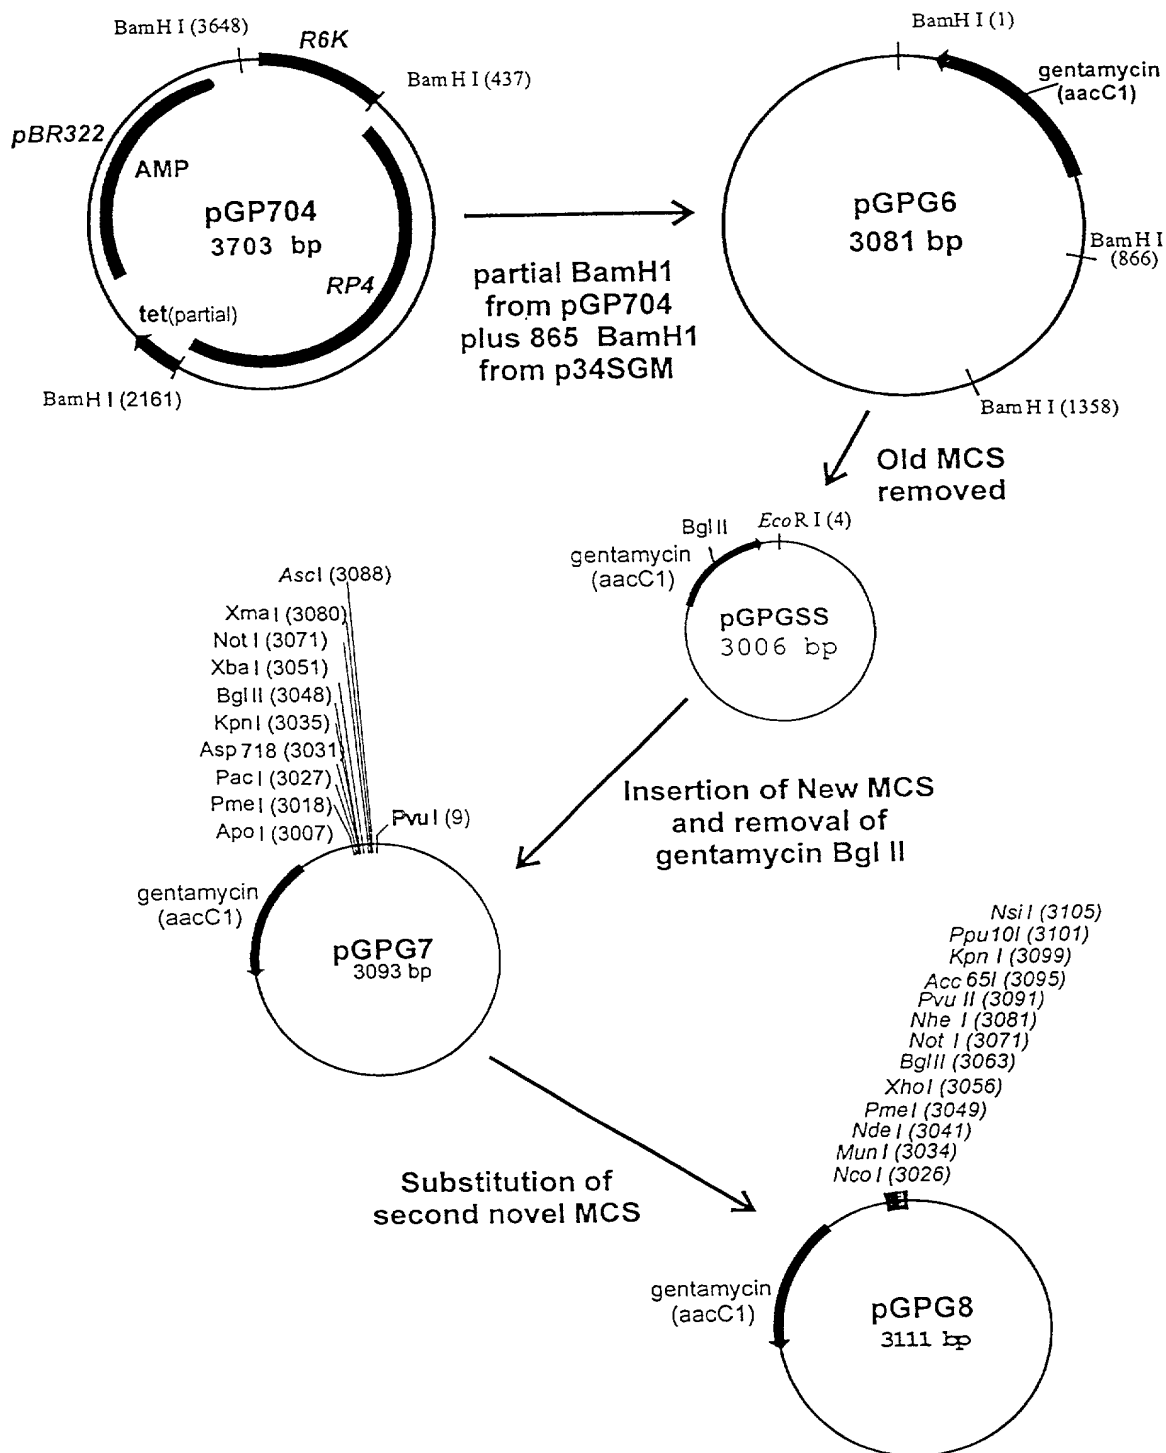 BamH I (3648)
R6K
BamH I (437)
pBR322
AMP
pGP704
3703 bp
RP4
tet(partial)
BamH I (2161)
partial BamH1
from pGP704
plus 865 BamH1
from p34SGM
BamH I (1)
gentamycin
(aacC1)
pGPG6
3081 bp
BamH I
(866)
BamH I (1358)
Old MCS
removed
Bgl II
EcoR I (4)
gentamycin
(aacC1)
pGPGSS
3006 bp
Insertion of New MCS
and removal of
gentamycin Bgl II
AscI (3088)
Xma I (3080)
Not I (3071)
Xba I (3051)
Bgl II (3048)
Kpn I (3035)
Asp 718 (3031)
Pac I (3027)
Pme I (3018)
Apo I (3007)
Pvu I (9)
gentamycin
(aacC1)
pGPG7
3093 bp
Substitution of
second novel MCS
Nsi I (3105)
Ppu10I (3101)
Kpn I (3099)
Acc 65I (3095)
Pvu II (3091)
Nhe I (3081)
Not I (3071)
BglII (3063)
XhoI (3056)
Pme I (3049)
Nde I (3041)
Mun I (3034)
Nco I (3026)
gentamycin
(aacC1)
pGPG8
3111 bp